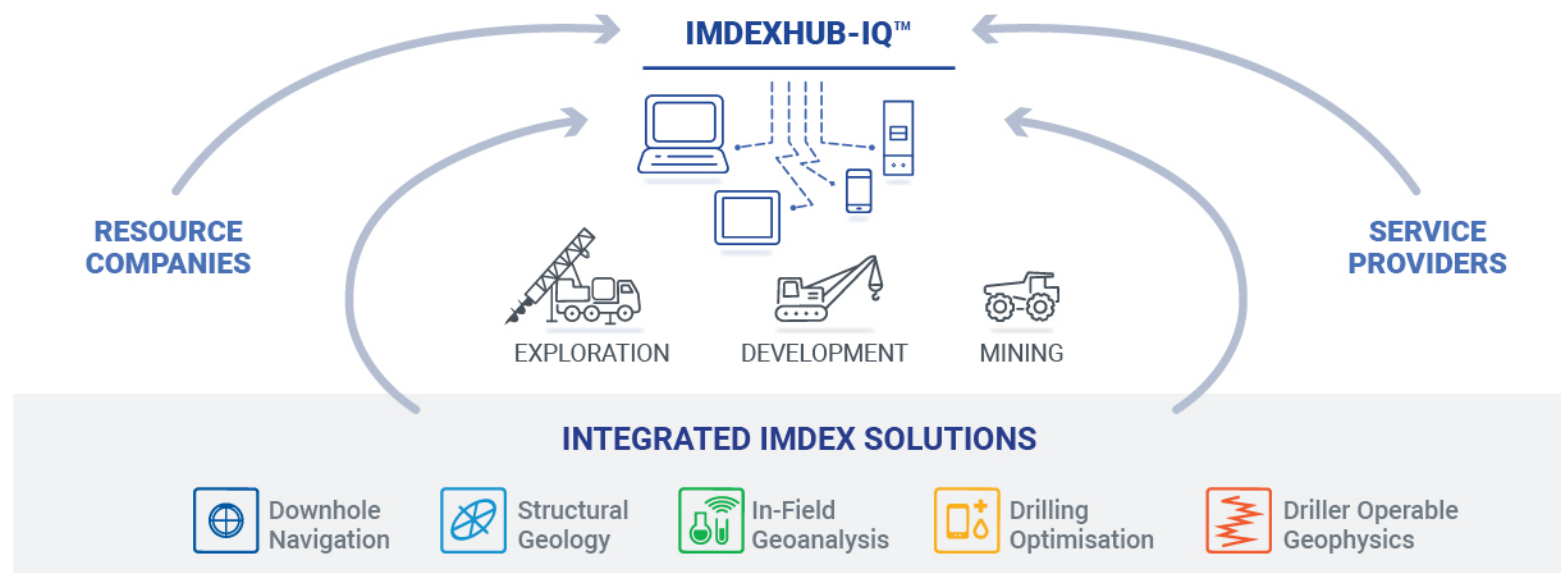 IMDEXHUB-IQ™
RESOURCE
COMPANIES
SERVICE
PROVIDERS
EXPLORATION
DEVELOPMENT
MINING
INTEGRATED IMDEX SOLUTIONS
Downhole
Navigation
Structural
Geology
In-Field
Geoanalysis
Drilling
Optimisation
Driller Operable
Geophysics